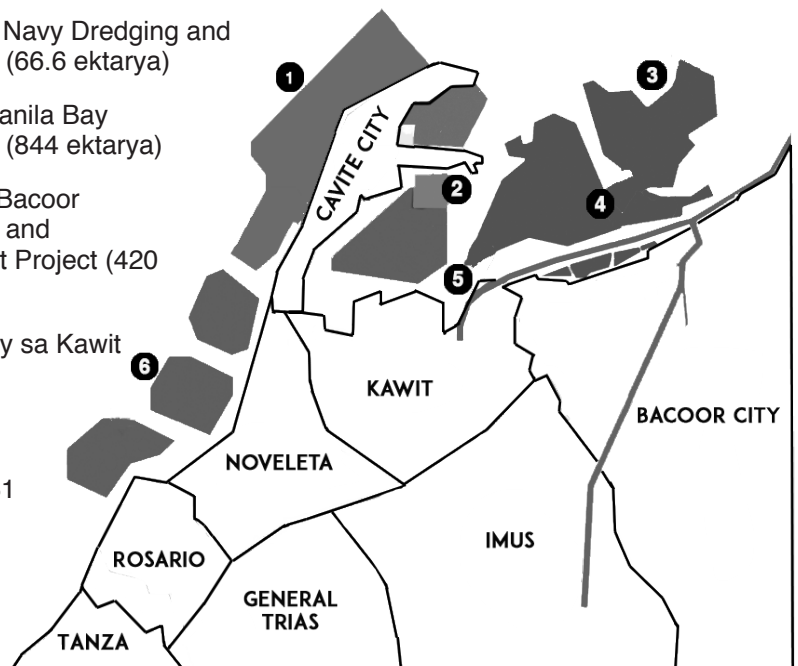 Navy Dredging and
(66.6 ektarya)
anila Bay
(844 ektarya)
Bacoor
and
t Project (420
y sa Kawit
1
1
2
3
4
5
6
CAVITE CITY
KAWIT
BACOOR CITY
NOVELETA
IMUS
ROSARIO
GENERAL
TRIAS
TANZA